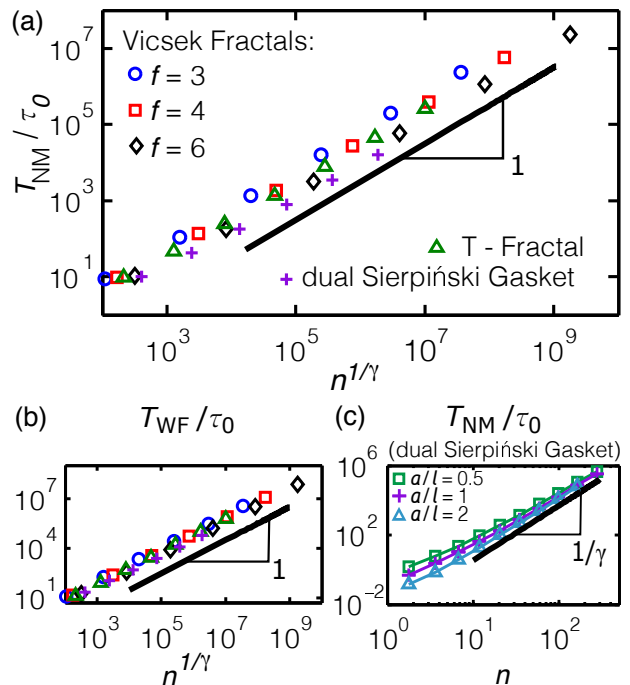 (a)
T_NM / τ_0
10^7
10^5
10^3
10^1
Vicsek Fractals:
f = 3
f = 4
f = 6
1
T - Fractal
dual Sierpiński Gasket
10^3 10^5 10^7 10^9
n^{1/γ}
(b) T_WF / τ_0
10^7
10^4
10^1
1
10^3 10^5 10^7 10^9
n^{1/γ}
(c) T_NM / τ_0
(dual Sierpiński Gasket)
10^6
10^2
10^{-2}
a/l = 0.5
a/l = 1
a/l = 2
1/γ
10^0 10^1 10^2
n